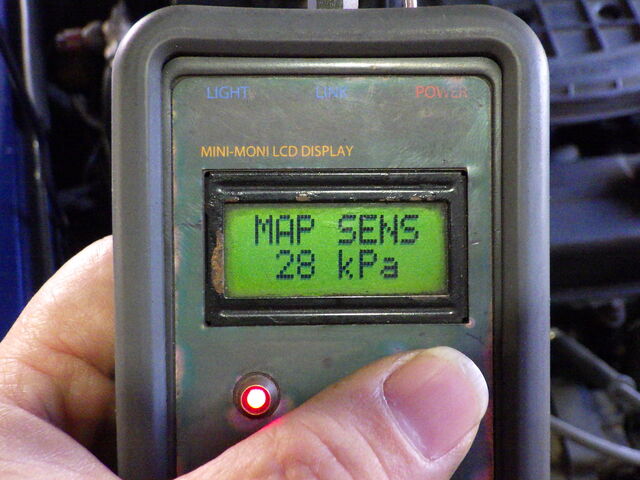 LIGHT LINK POWER
MINI-MONI LCD DISPLAY
MAP SENS
28 kPa